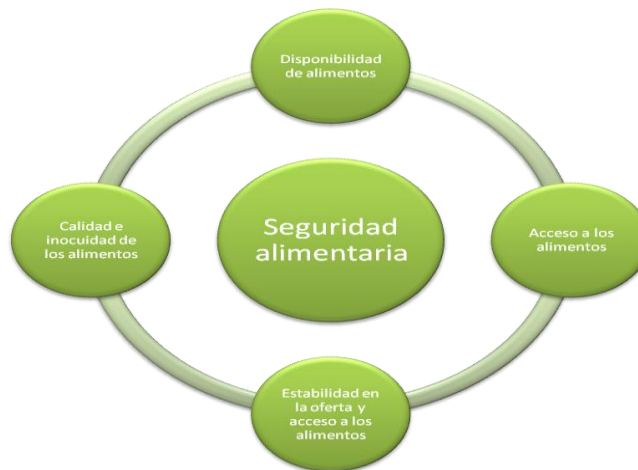 Disponibilidad
de alimentos
Calidad e
inocuidad de
los alimentos
Seguridad
alimentaria
Acceso a los
alimentos
Estabilidad en
la oferta y
acceso a los
alimentos